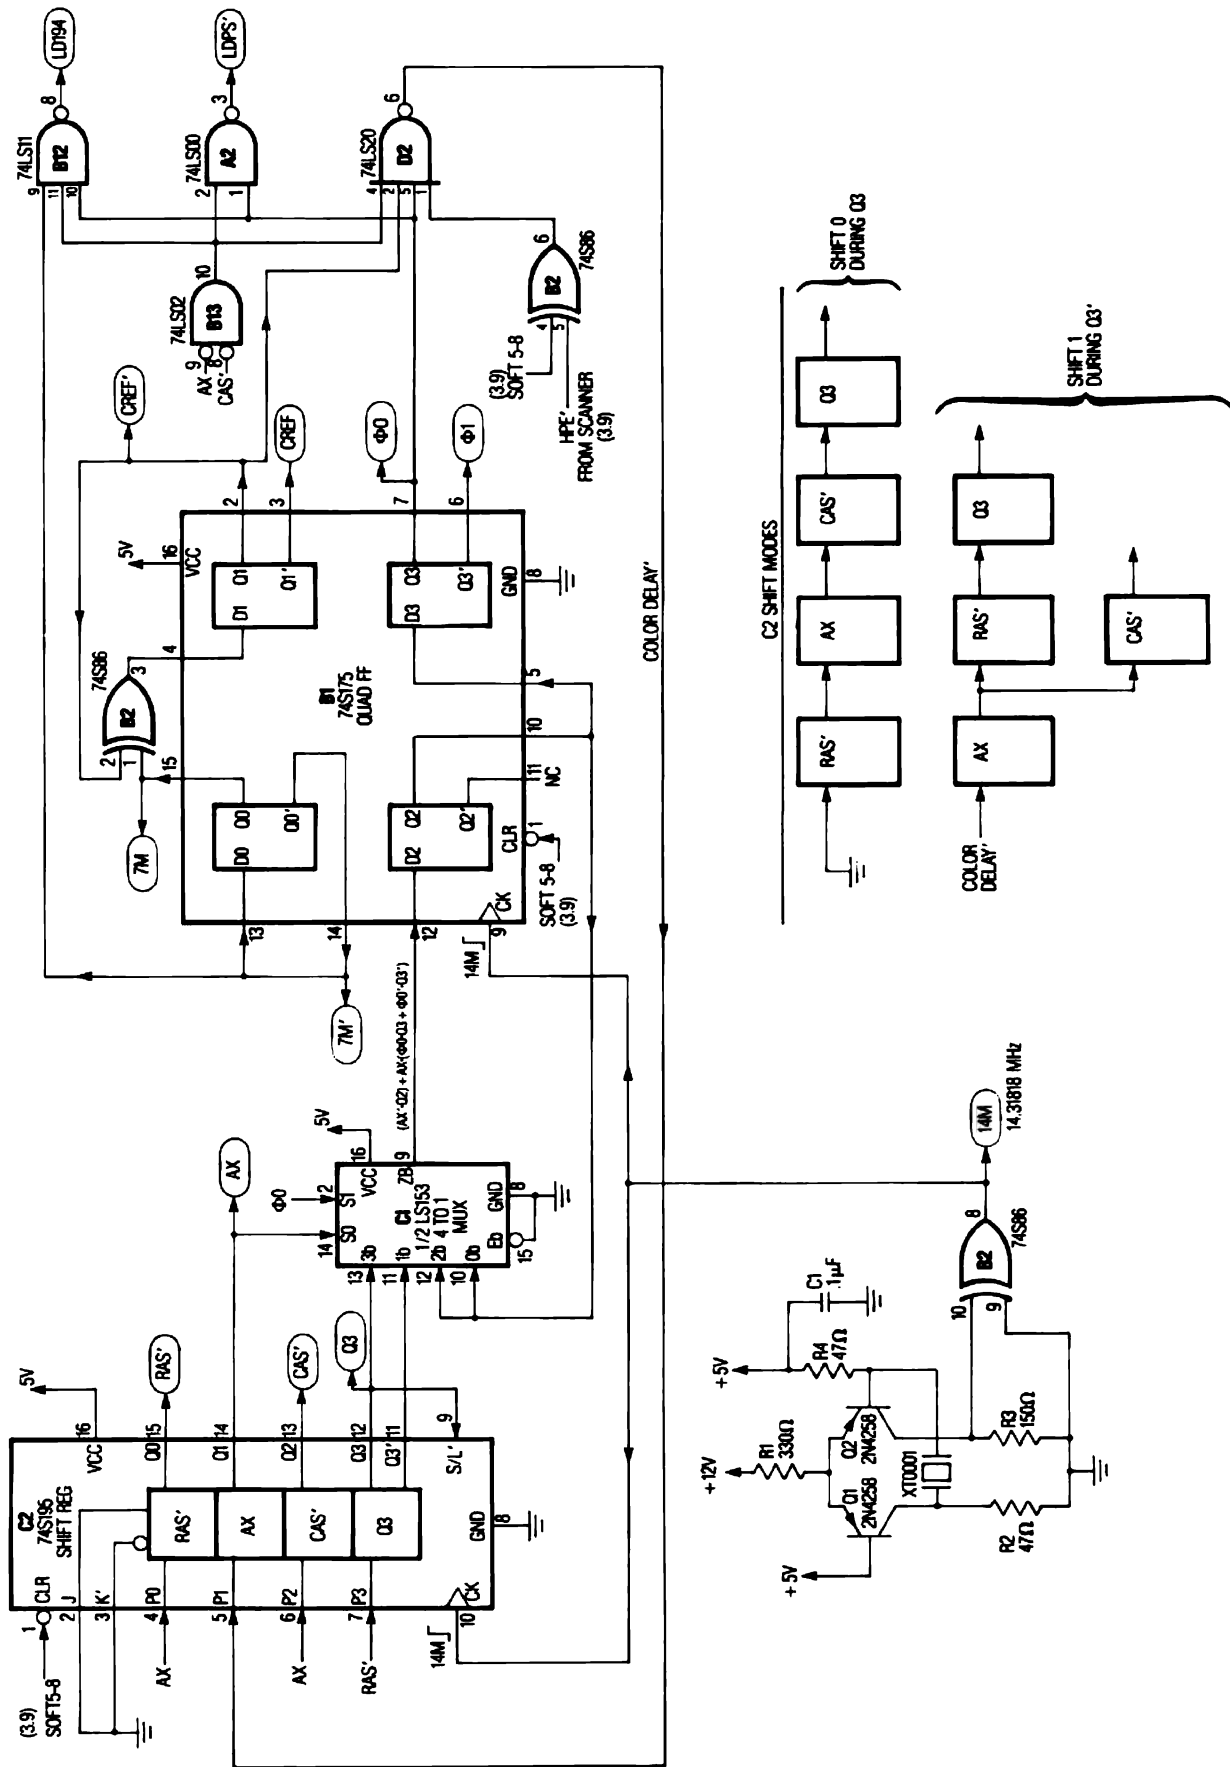 (3.9)
SOFT5-8
1
CLR
C2
74S195
SHIFT REG
2
J
3
K'
AX
4
P0
5
P1
AX
6
P2
RAS'
7
P3
14M
10
CK
RAS'
AX
CAS'
Q3
5V
VCC
16
Q0
15
RAS'
Q1
14
Q2
13
CAS'
Q3
12
Q3
Q3'
11
S/L'
9
GND
8
AX
Φ0
14
S0
2
S1
5V
16
VCC
13
3b
11
1b
12
2b
10
0b
C1
1/2 LS153
4 TO 1
MUX
ZB
9
Eb
15
GND
8
(AX'·Q2) + AX·(Φ0·Q3 + Φ0'·Q3')
7M'
7M
13
14
12
14M
9
CK
SOFT 5-8
(3.9)
CLR
1
D0
Q0
Q0'
15
D2
Q2
Q2'
11
NC
10
5
B1
74S175
QUAD FF
1
2
B2
74S86
3
4
D1
Q1
Q1'
5V
16
VCC
D3
Q3
Q3'
GND
8
2
3
7
6
CREF'
CREF
Φ0
Φ1
AX
9
CAS'
8
74LS02
B13
10
(3.9)
SOFT 5-8
4
5
HPE'
FROM SCANNER
(3.9)
B2
6
74S86
9
11
10
74LS11
B12
8
LD194
2
1
74LS00
A2
3
LDPS'
4
2
5
1
74LS20
D2
6
COLOR DELAY'
+5V
+12V
R1
330Ω
Q1
2N4258
Q2
2N4258
XT0001
R2
47Ω
R3
150Ω
+5V
R4
47Ω
C1
.1µF
10
9
B2
8
74S86
14M
14.31818 MHz
C2 SHIFT MODES
RAS'
AX
CAS'
Q3
SHIFT 0
DURING Q3
COLOR
DELAY'
AX
RAS'
Q3
CAS'
SHIFT 1
DURING Q3'